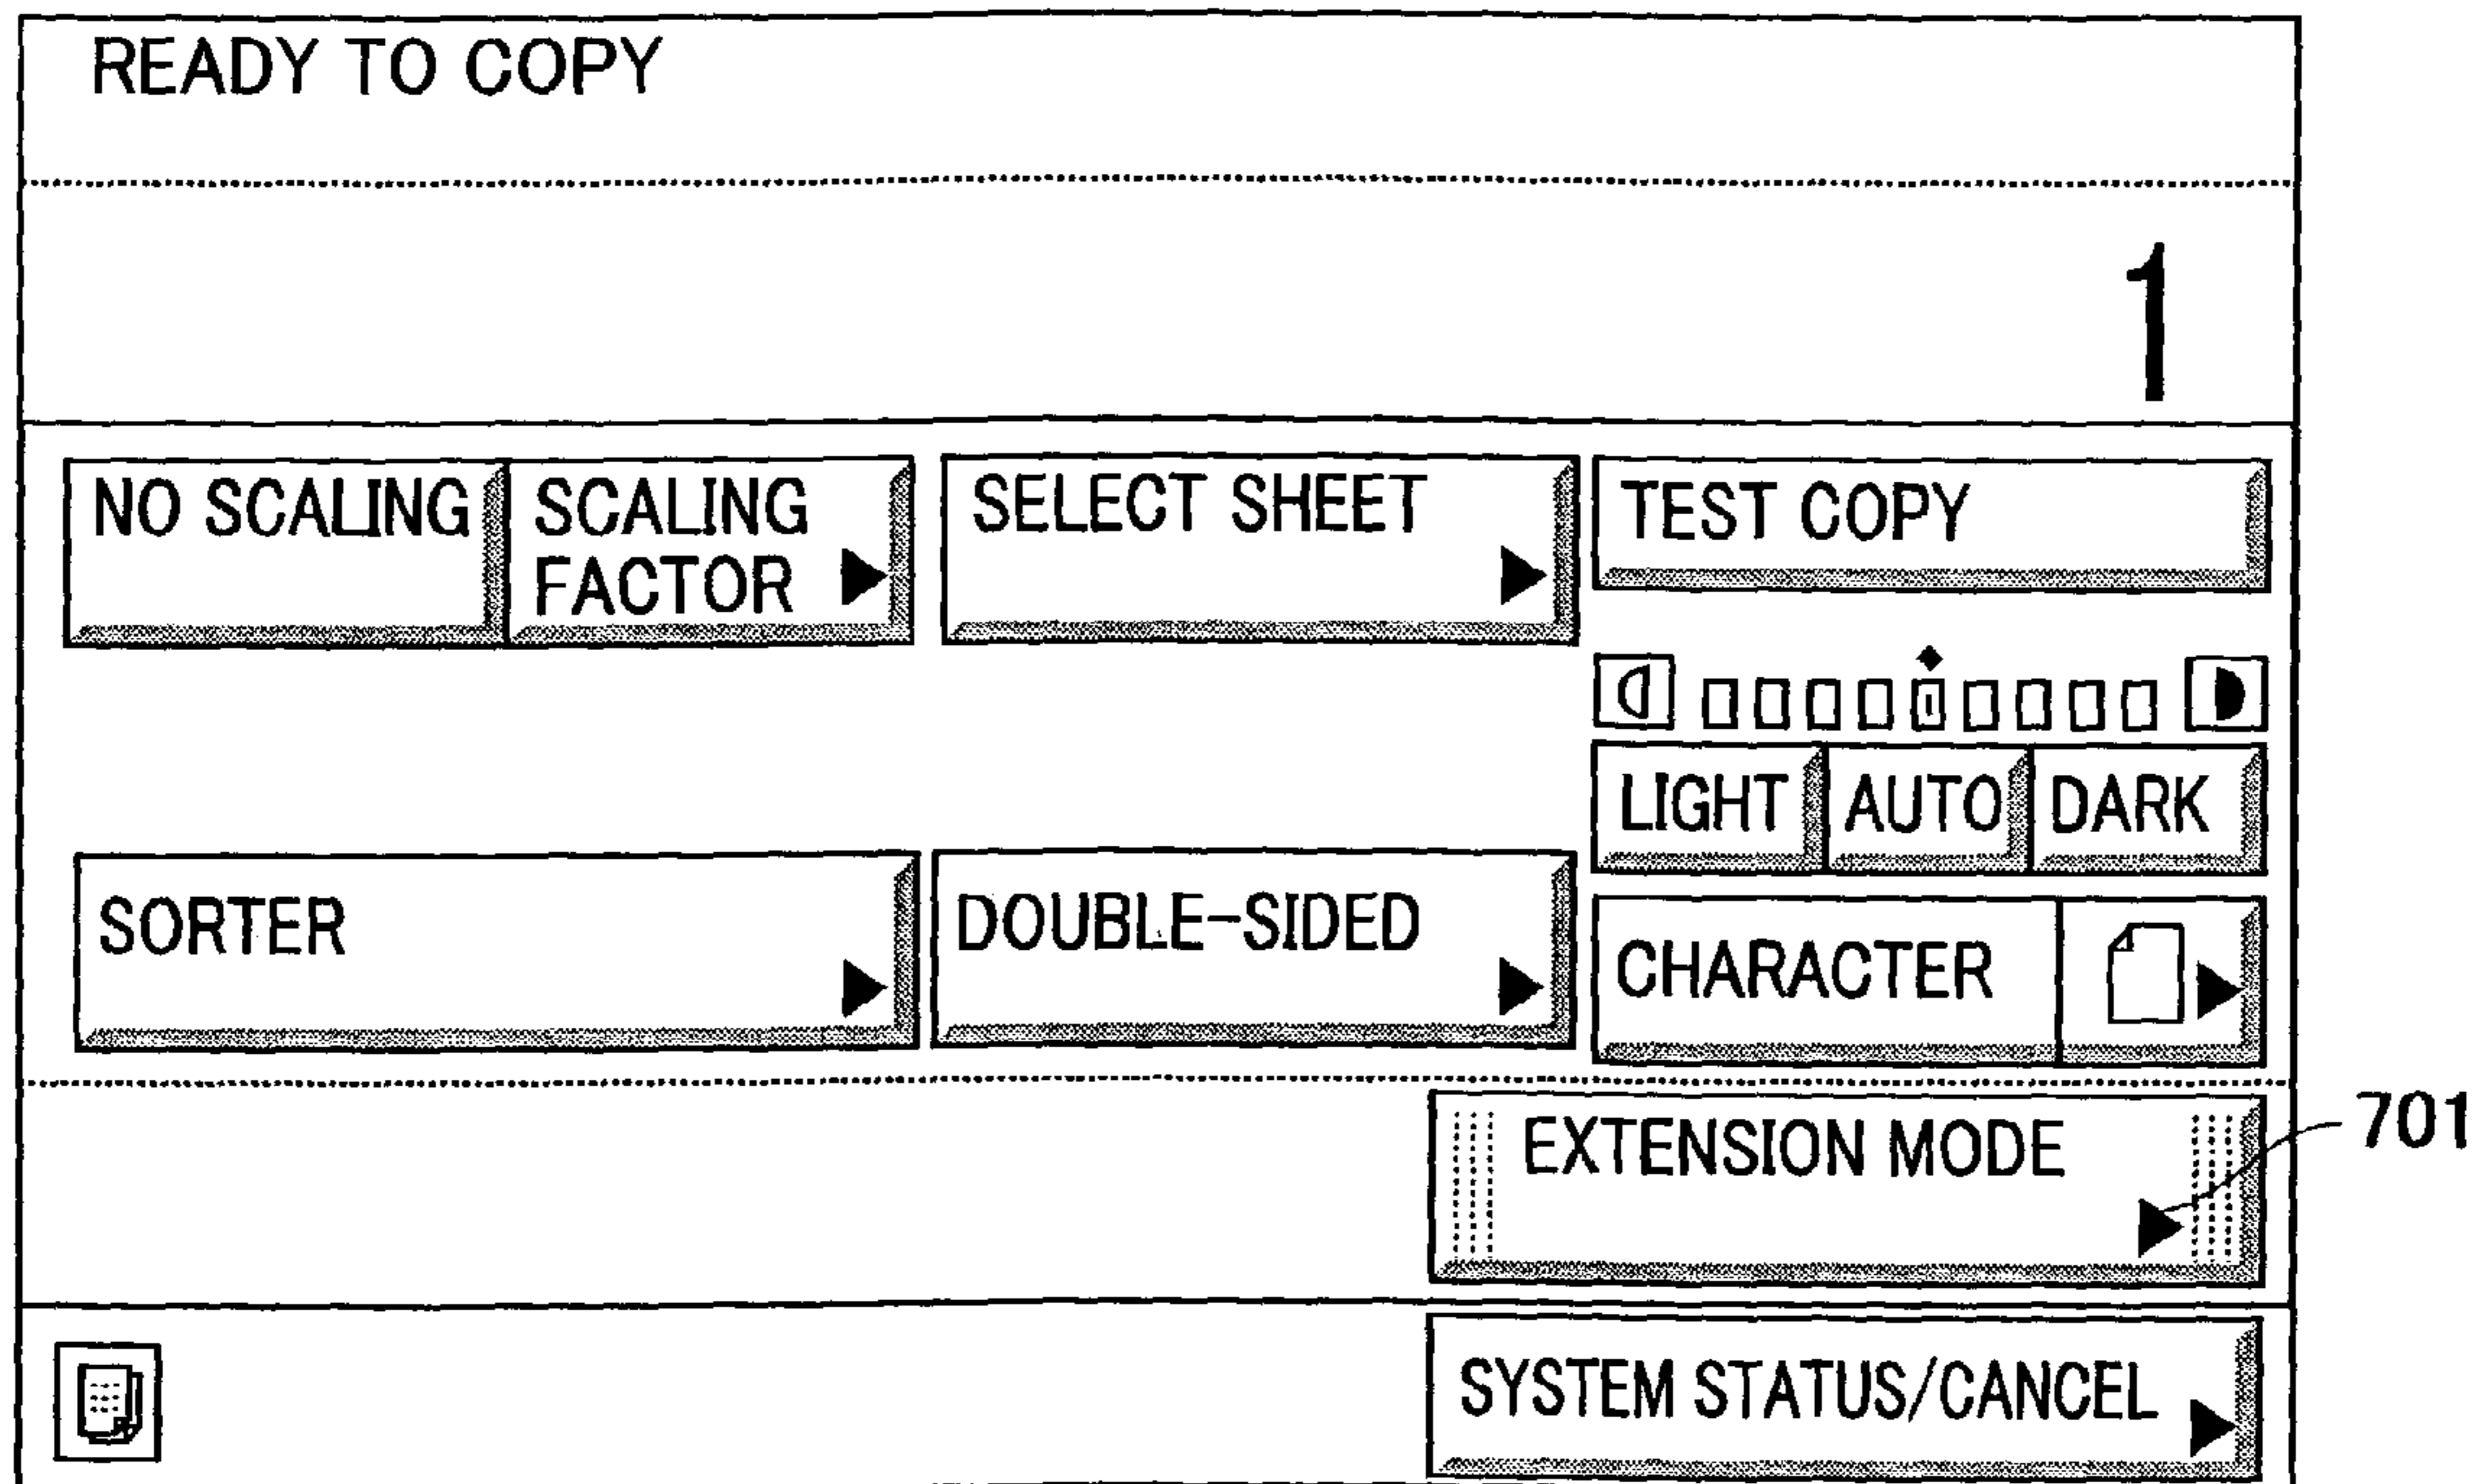 READY TO COPY
1
NO SCALING
SCALING
FACTOR
SELECT SHEET
TEST COPY
LIGHT
AUTO
DARK
SORTER
DOUBLE-SIDED
CHARACTER
EXTENSION MODE
701
SYSTEM STATUS/CANCEL